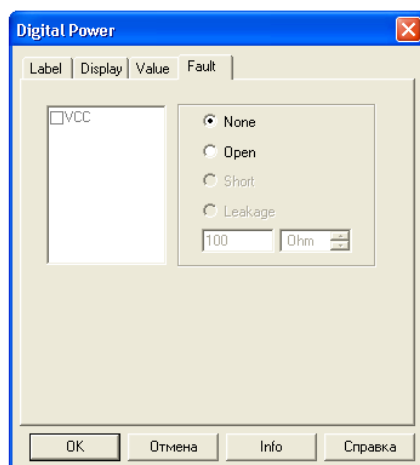 Digital Power
Label Display Value Fault
VCC
None
Open
Short
Leakage
100 Ohm
OK Отмена Info Справка